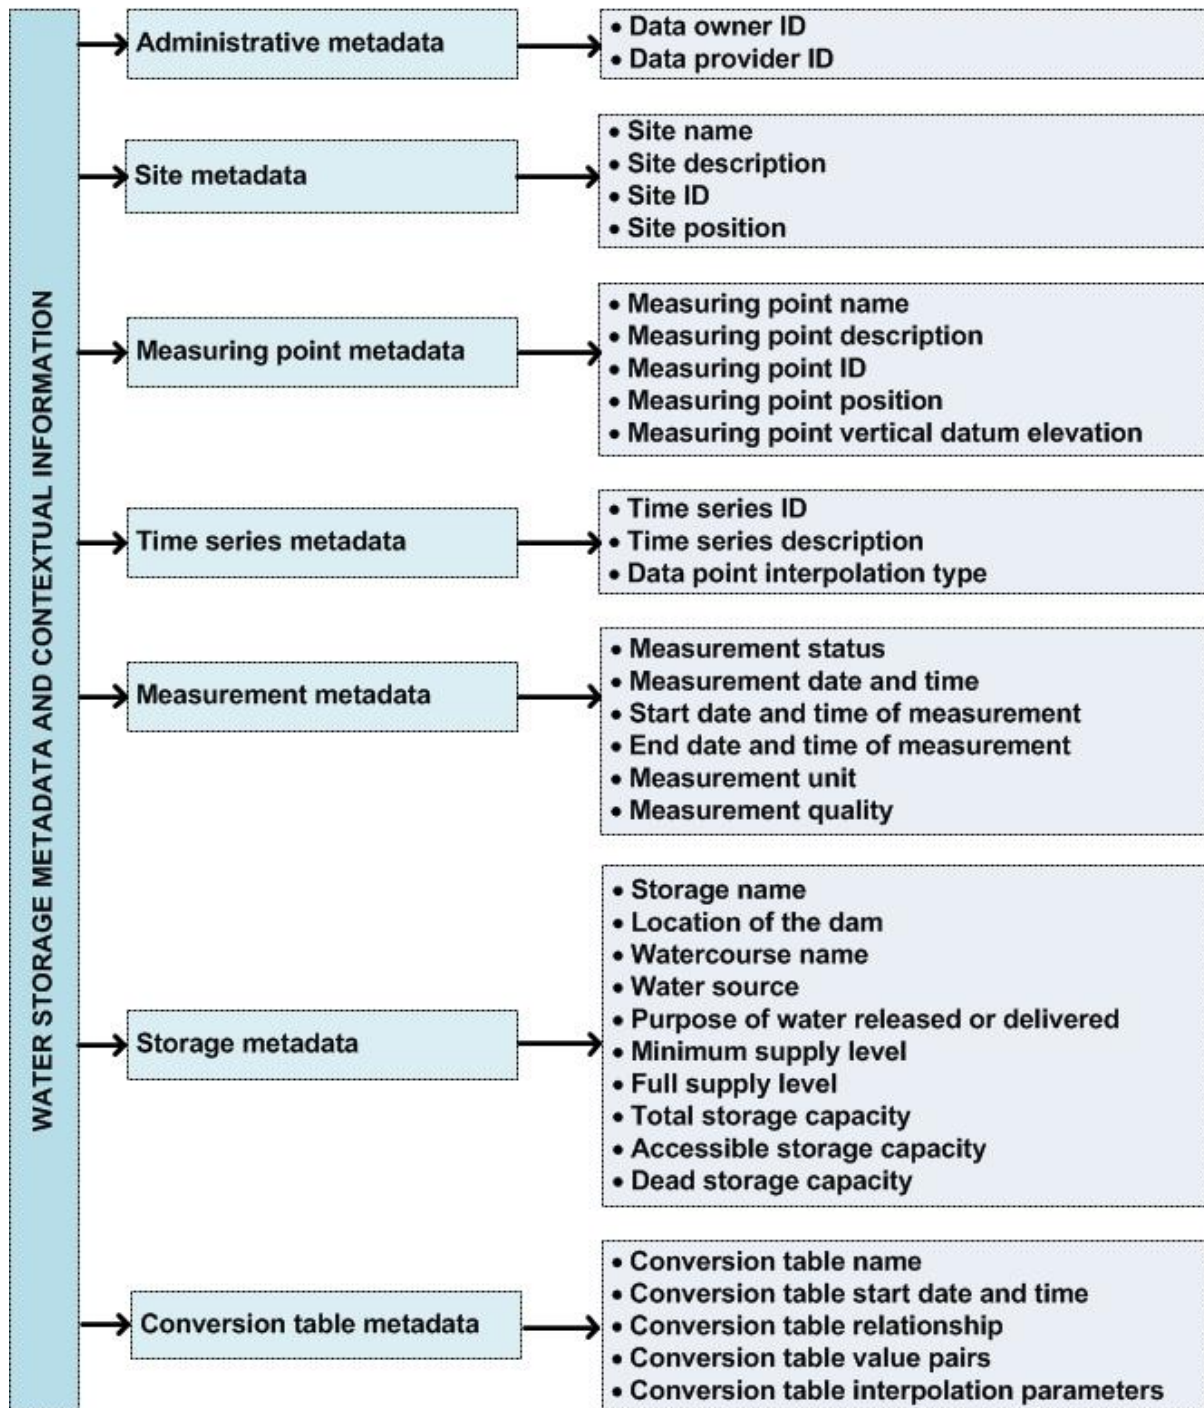 WATER STORAGE METADATA AND CONTEXTUAL INFORMATION
Administrative metadata
• Data owner ID
• Data provider ID
Site metadata
• Site name
• Site description
• Site ID
• Site position
Measuring point metadata
• Measuring point name
• Measuring point description
• Measuring point ID
• Measuring point position
• Measuring point vertical datum elevation
Time series metadata
• Time series ID
• Time series description
• Data point interpolation type
Measurement metadata
• Measurement status
• Measurement date and time
• Start date and time of measurement
• End date and time of measurement
• Measurement unit
• Measurement quality
Storage metadata
• Storage name
• Location of the dam
• Watercourse name
• Water source
• Purpose of water released or delivered
• Minimum supply level
• Full supply level
• Total storage capacity
• Accessible storage capacity
• Dead storage capacity
Conversion table metadata
• Conversion table name
• Conversion table start date and time
• Conversion table relationship
• Conversion table value pairs
• Conversion table interpolation parameters